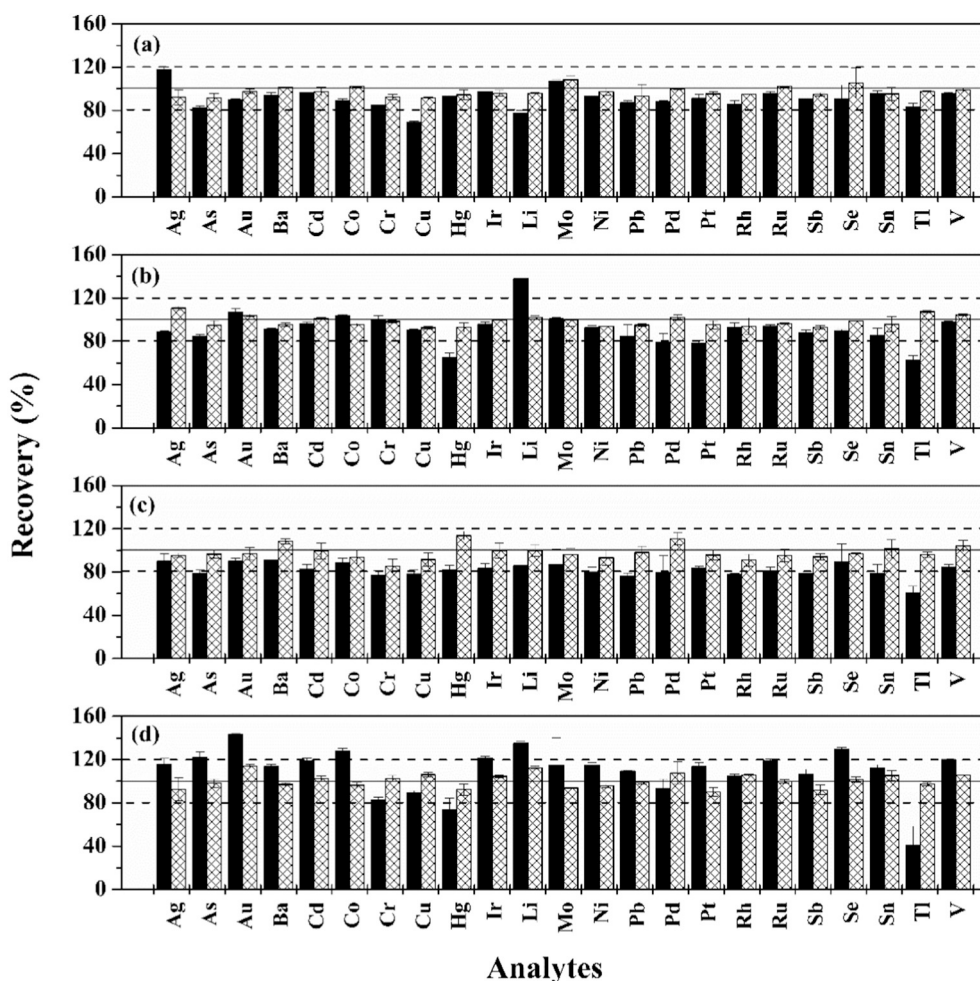 Recovery (%)
160
120
80
40
0
(a)
Ag As Au Ba Cd Co Cr Cu Hg Ir Li Mo Ni Pb Pd Pt Rh Ru Sb Se Sn Tl V
160
120
80
40
0
(b)
Ag As Au Ba Cd Co Cr Cu Hg Ir Li Mo Ni Pb Pd Pt Rh Ru Sb Se Sn Tl V
160
120
80
40
0
(c)
Ag As Au Ba Cd Co Cr Cu Hg Ir Li Mo Ni Pb Pd Pt Rh Ru Sb Se Sn Tl V
160
120
80
40
0
(d)
Ag As Au Ba Cd Co Cr Cu Hg Ir Li Mo Ni Pb Pd Pt Rh Ru Sb Se Sn Tl V
Analytes